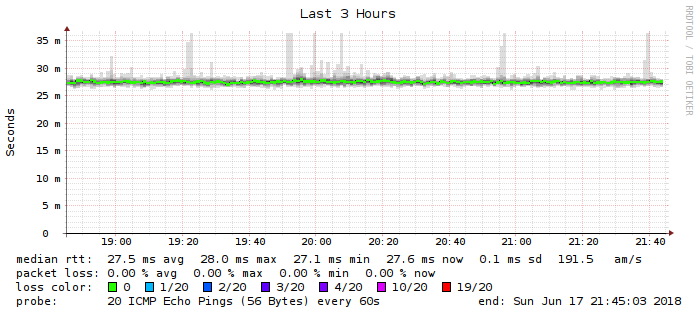 Last 3 Hours
RRDTOOL / TOBI OETIKER
Seconds
35 m
30 m
25 m
20 m
15 m
10 m
5 m
0
19:00 19:20 19:40 20:00 20:20 20:40 21:00 21:20 21:40
median rtt: 27.5 ms avg 28.0 ms max 27.1 ms min 27.6 ms now 0.1 ms sd 191.5 am/s
packet loss: 0.00 % avg 0.00 % max 0.00 % min 0.00 % now
loss color: 0 1/20 2/20 3/20 4/20 10/20 19/20
probe: 20 ICMP Echo Pings (56 Bytes) every 60s end: Sun Jun 17 21:45:03 2018